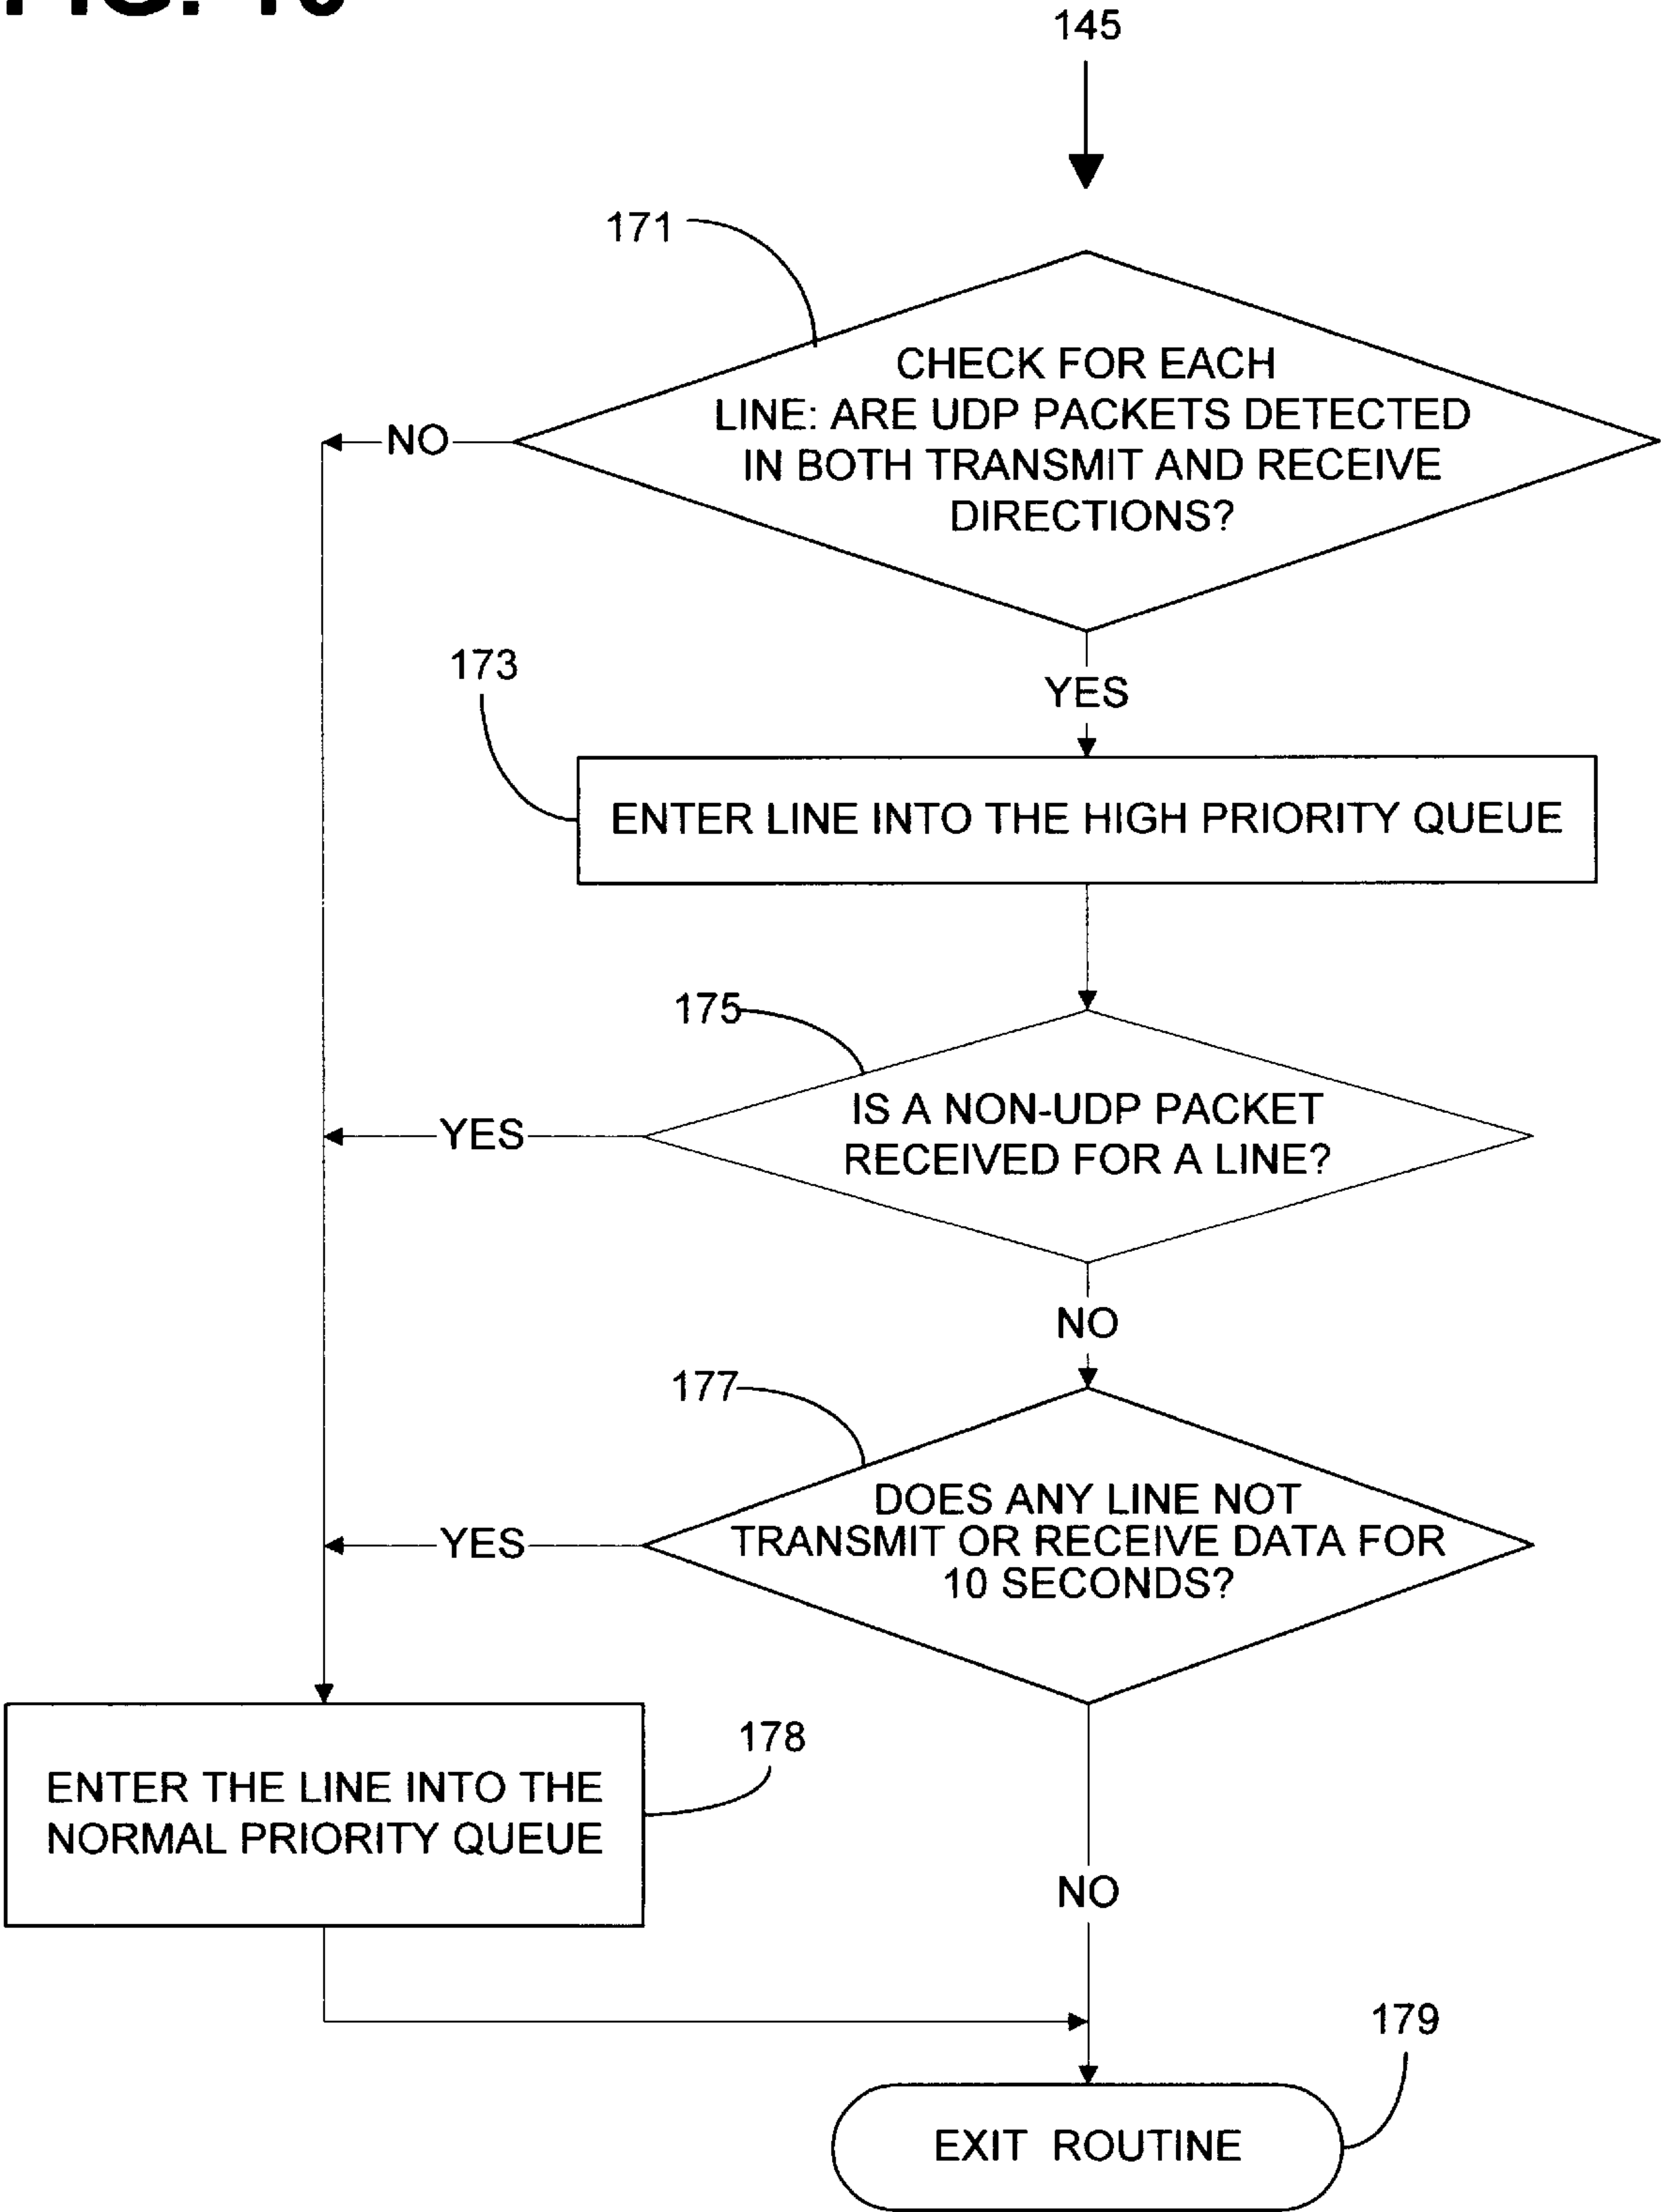 145
171
CHECK FOR EACH
LINE: ARE UDP PACKETS DETECTED
IN BOTH TRANSMIT AND RECEIVE
DIRECTIONS?
NO
YES
173
ENTER LINE INTO THE HIGH PRIORITY QUEUE
175
IS A NON-UDP PACKET
RECEIVED FOR A LINE?
YES
NO
177
DOES ANY LINE NOT
TRANSMIT OR RECEIVE DATA FOR
10 SECONDS?
YES
178
ENTER THE LINE INTO THE
NORMAL PRIORITY QUEUE
NO
179
EXIT ROUTINE